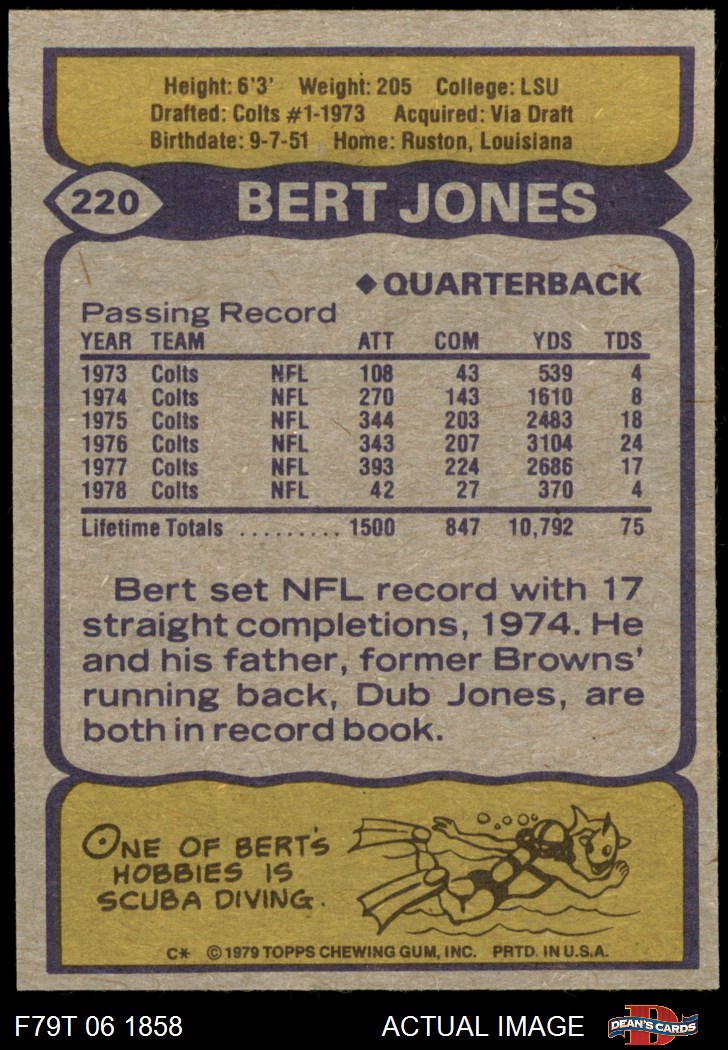 Height: 6'3' Weight: 205 College: LSU
Drafted: Colts #1-1973 Acquired: Via Draft
Birthdate: 9-7-51 Home: Ruston, Louisiana
220 BERT JONES
◆QUARTERBACK
Passing Record
YEAR TEAM ATT COM YDS TDS
1973 Colts NFL 108 43 539 4
1974 Colts NFL 270 143 1610 8
1975 Colts NFL 344 203 2483 18
1976 Colts NFL 343 207 3104 24
1977 Colts NFL 393 224 2686 17
1978 Colts NFL 42 27 370 4
Lifetime Totals ......... 1500 847 10,792 75
Bert set NFL record with 17
straight completions, 1974. He
and his father, former Browns'
running back, Dub Jones, are
both in record book.
ONE OF BERT'S
HOBBIES IS
SCUBA DIVING.
C* © 1979 TOPPS CHEWING GUM, INC. PRTD. IN U.S.A.
F79T 06 1858 ACTUAL IMAGE D DEAN'S CARDS